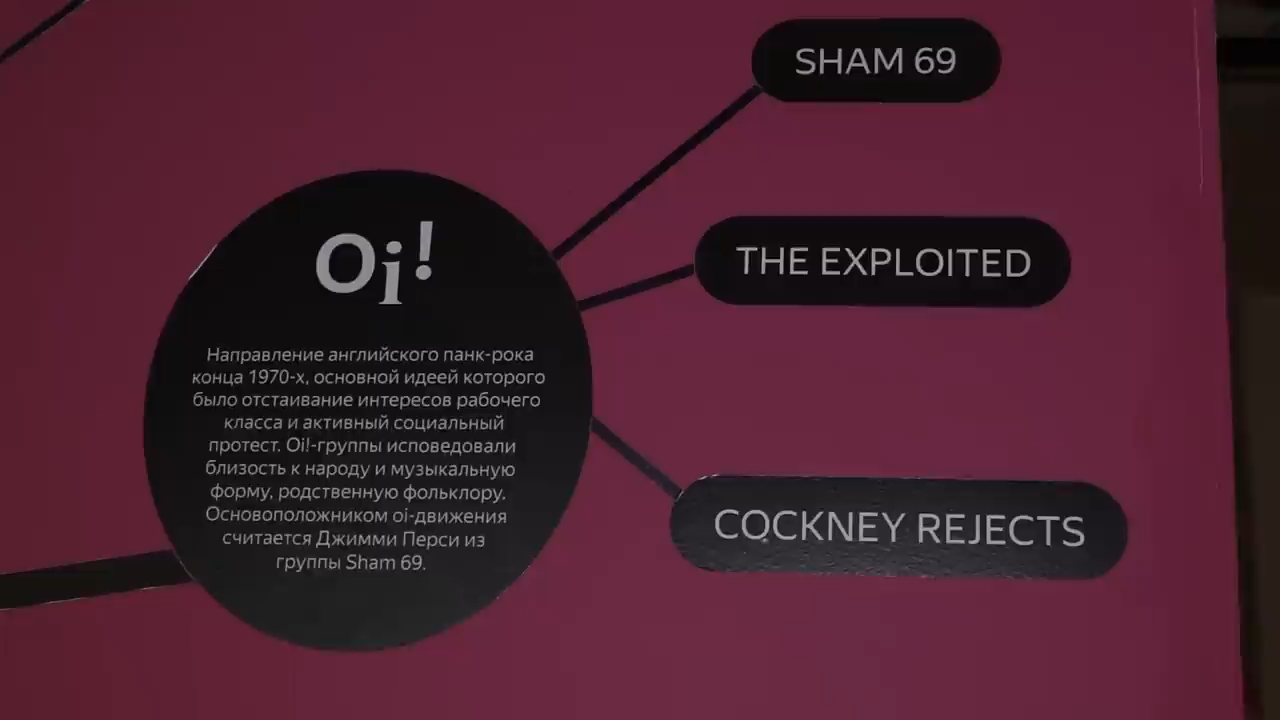 SHAM 69
THE EXPLOITED
Oi!
Направление английского панк-рока
конца 1970-х, основной идеей которого
было отстаивание интересов рабочего
класса и активный социальный
протест. Oi!-группы исповедовали
близость к народу и музыкальную
форму, родственную фольклору.
Основоположником oi-движения
считается Джимми Перси из
группы Sham 69.
COCKNEY REJECTS